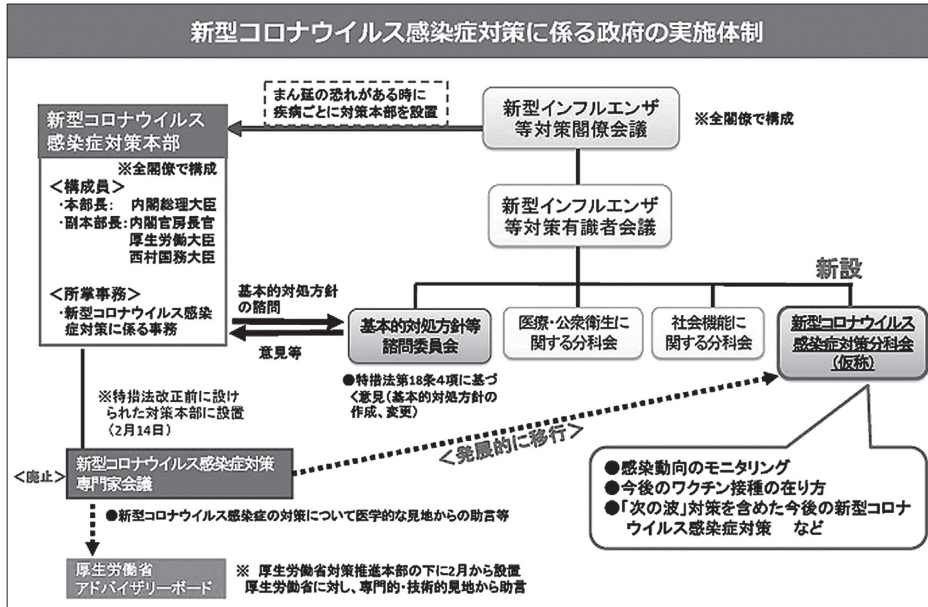 新型コロナウイルス感染症対策に係る政府の実施体制
まん延の恐れがある時に
疾病ごとに対策本部を設置
新型インフルエンザ
等対策閣僚会議
※全閣僚で構成
新型コロナウイルス
感染症対策本部
※全閣僚で構成
<構成員>
・本部長: 内閣総理大臣
・副本部長:内閣官房長官
厚生労働大臣
西村国務大臣
<所掌事務>
・新型コロナウイルス感染
症対策に係る事務
新型インフルエンザ
等対策有識者会議
新設
基本的対処方針
の諮問
意見等
基本的対処方針等
諮問委員会
医療・公衆衛生に
関する分科会
社会機能に
関する分科会
新型コロナウイルス
感染症対策分科会
(仮称)
●特措法第18条4項に基づ
く意見(基本的対処方針の
作成、変更)
※特措法改正前に設け
られた対策本部に設置
(2月14日)
<発展的に移行>
<廃止>
新型コロナウイルス感染症対策
専門家会議
●新型コロナウイルス感染症の対策について医学的な見地からの助言等
●感染動向のモニタリング
●今後のワクチン接種の在り方
●「次の波」対策を含めた今後の新型コロナ
ウイルス感染症対策 など
厚生労働省
アドバイザリーボード
※ 厚生労働省対策推進本部の下に2月から設置
厚生労働省に対し、専門的・技術的見地から助言